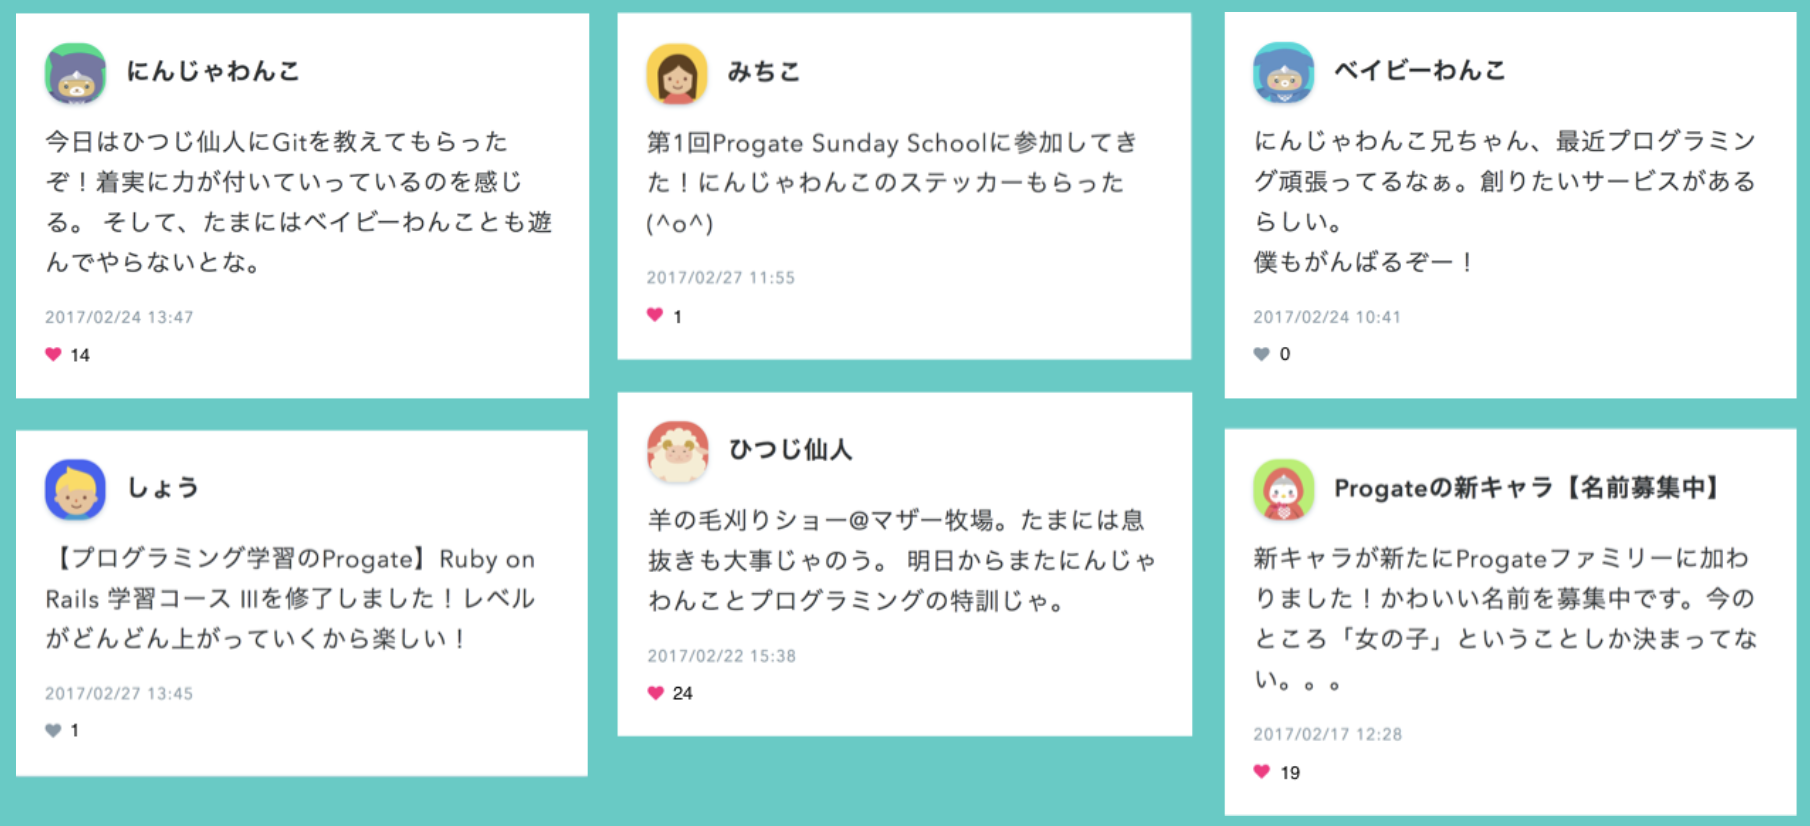 にんじゃわんこ
今日はひつじ仙人にGitを教えてもらった
ぞ！着実に力が付いていっているのを感じ
る。 そして、たまにはベイビーわんことも遊
んでやらないとな。
2017/02/24 13:47
14
しょう
【プログラミング学習のProgate】Ruby on
Rails 学習コース IIIを修了しました！レベル
がどんどん上がっていくから楽しい！
2017/02/27 13:45
1
みちこ
第1回Progate Sunday Schoolに参加してき
た！にんじゃわんこのステッカーもらった
(^o^)
2017/02/27 11:55
1
ひつじ仙人
羊の毛刈りショー@マザー牧場。たまには息
抜きも大事じゃのう。 明日からまたにんじゃ
わんことプログラミングの特訓じゃ。
2017/02/22 15:38
24
ベイビーわんこ
にんじゃわんこ兄ちゃん、最近プログラミン
グ頑張ってるなぁ。創りたいサービスがある
らしい。
僕もがんばるぞー！
2017/02/24 10:41
0
Progateの新キャラ【名前募集中】
新キャラが新たにProgateファミリーに加わ
りました！かわいい名前を募集中です。今の
ところ「女の子」ということしか決まってな
い。。。
2017/02/17 12:28
19